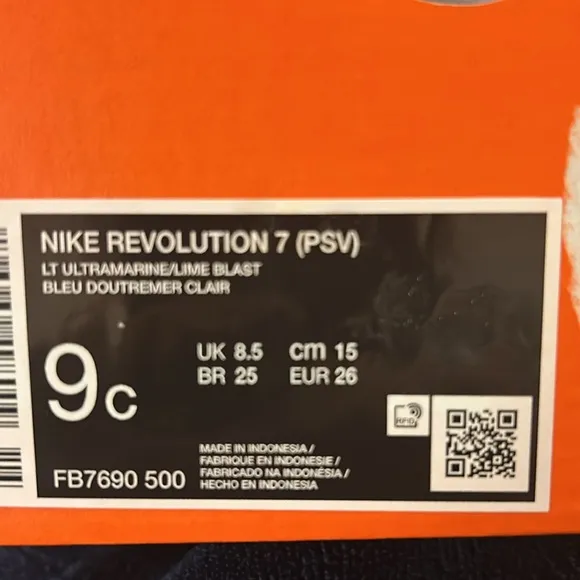 NIKE REVOLUTION 7 (PSV)
LT ULTRAMARINE/LIME BLAST
BLEU DOUTREMER CLAIR
9C
UK 8.5 cm 15
BR 25 EUR 26
RFID
FB7690 500
MADE IN INDONESIA /
FABRIQUE EN INDONESIE /
FABRICADO NA INDONÈSIA /
HECHO EN INDONESIA